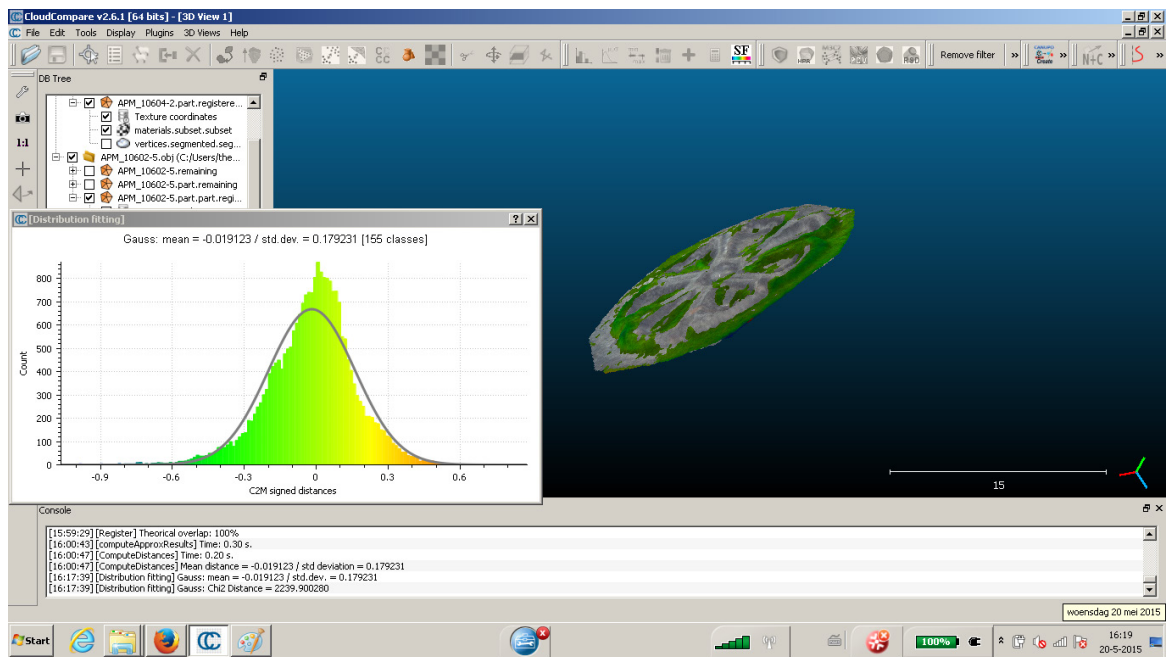 CloudCompare v2.6.1 [64 bits] - [3D View 1]
File Edit Tools Display Plugins 3D Views Help
SF
Remove filter
»
CANUPO
Create
»
N+C
»
»
DB Tree
1:1
APM_10604-2.part.registere...
Texture coordinates
materials.subset.subset
vertices.segmented.seg...
APM_10602-5.obj (C:/Users/the...
APM_10602-5.remaining
APM_10602-5.part.remaining
APM_10602-5.part.part.regi...
[Distribution fitting]
Gauss: mean = -0.019123 / std.dev. = 0.179231 [155 classes]
800
700
600
500
400
300
200
100
0
Count
-0.9 -0.6 -0.3 0 0.3 0.6
C2M signed distances
15
Console
[15:59:29] [Register] Theorical overlap: 100%
[16:00:43] [computeApproxResults] Time: 0.30 s.
[16:00:47] [ComputeDistances] Time: 0.20 s.
[16:00:47] [ComputeDistances] Mean distance = -0.019123 / std deviation = 0.179231
[16:17:39] [Distribution fitting] Gauss: mean = -0.019123 / std.dev. = 0.179231
[16:17:39] [Distribution fitting] Gauss: Chi2 Distance = 2239.900280
woensdag 20 mei 2015
Start
100%
16:19
20-5-2015